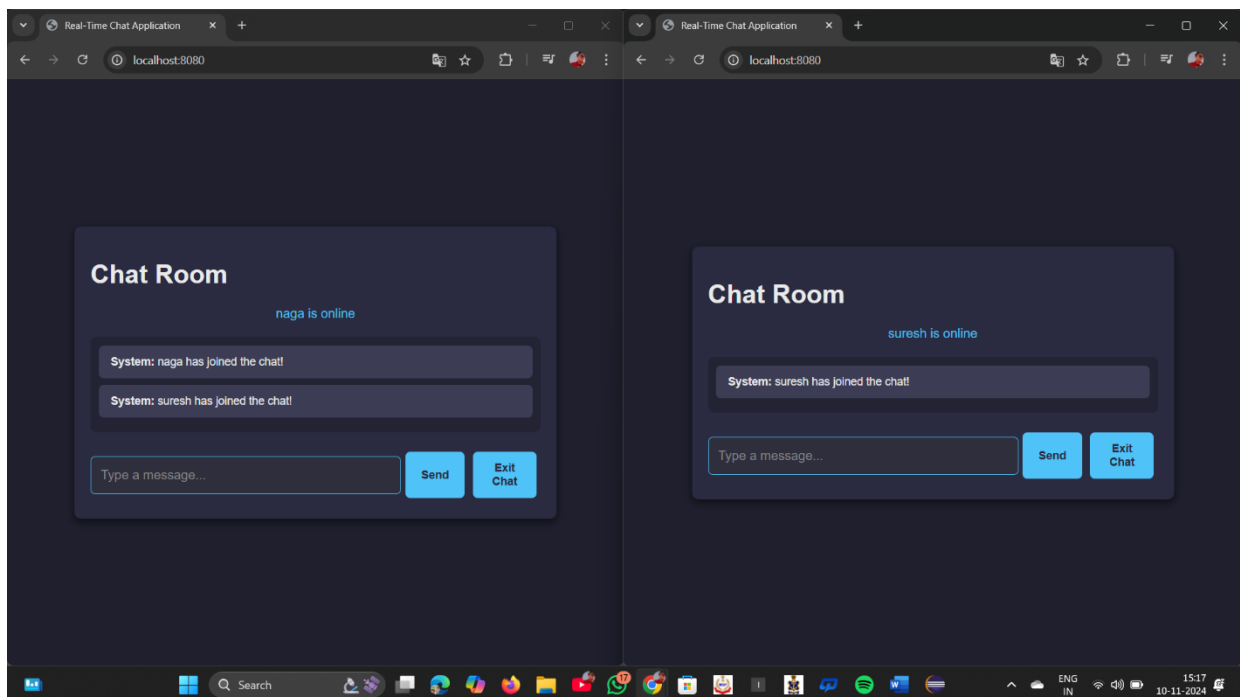 Real-Time Chat Application
localhost:8080
Chat Room
naga is online
System: naga has joined the chat!
System: suresh has joined the chat!
Type a message...
Send
Exit
Chat
Real-Time Chat Application
localhost:8080
Chat Room
suresh is online
System: suresh has joined the chat!
Type a message...
Send
Exit
Chat
Search
17
W
ENG
IN
15:17
10-11-2024